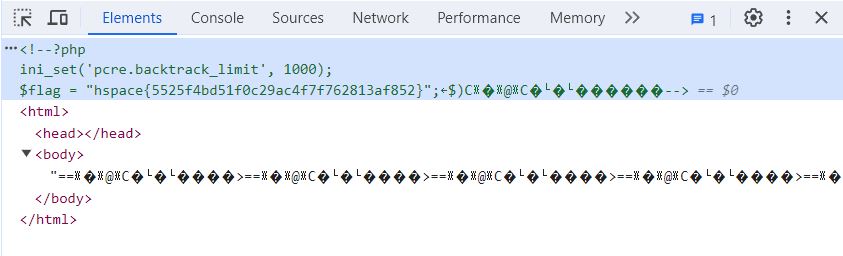 Elements Console Sources Network Performance Memory 1
<!--?php
ini_set('pcre.backtrack_limit', 1000);
$flag = "hspace{5525f4bd51f0c29ac4f7f762813af852}";←$)C�@C�└�└������--> == $0
<html>
<head></head>
<body>
"==�@C�└�└����>==�@C�└�└����>==�@C�└�└����>==�@C�└�└����>==�
</body>
</html>